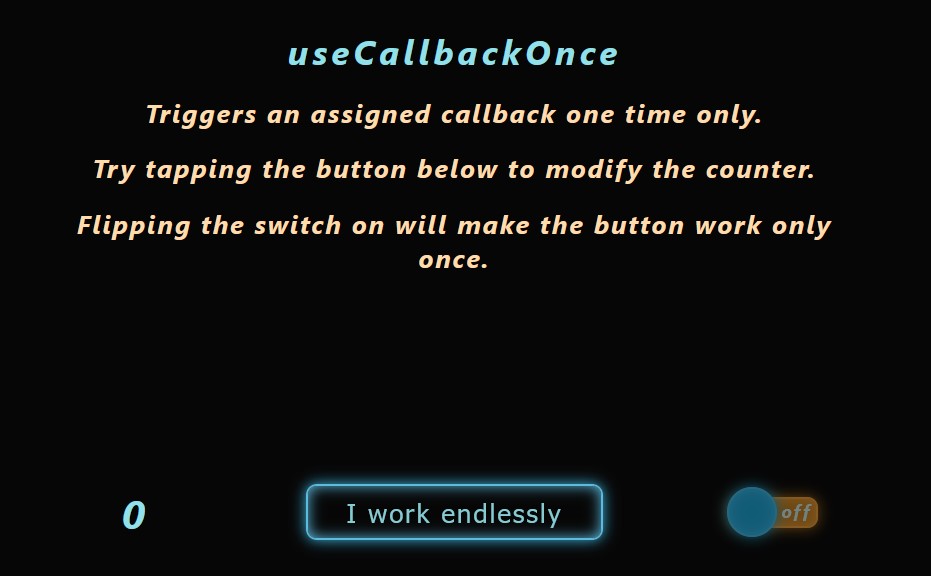 useCallbackOnce
Triggers an assigned callback one time only.
Try tapping the button below to modify the counter.
Flipping the switch on will make the button work only
once.
0
I work endlessly
off